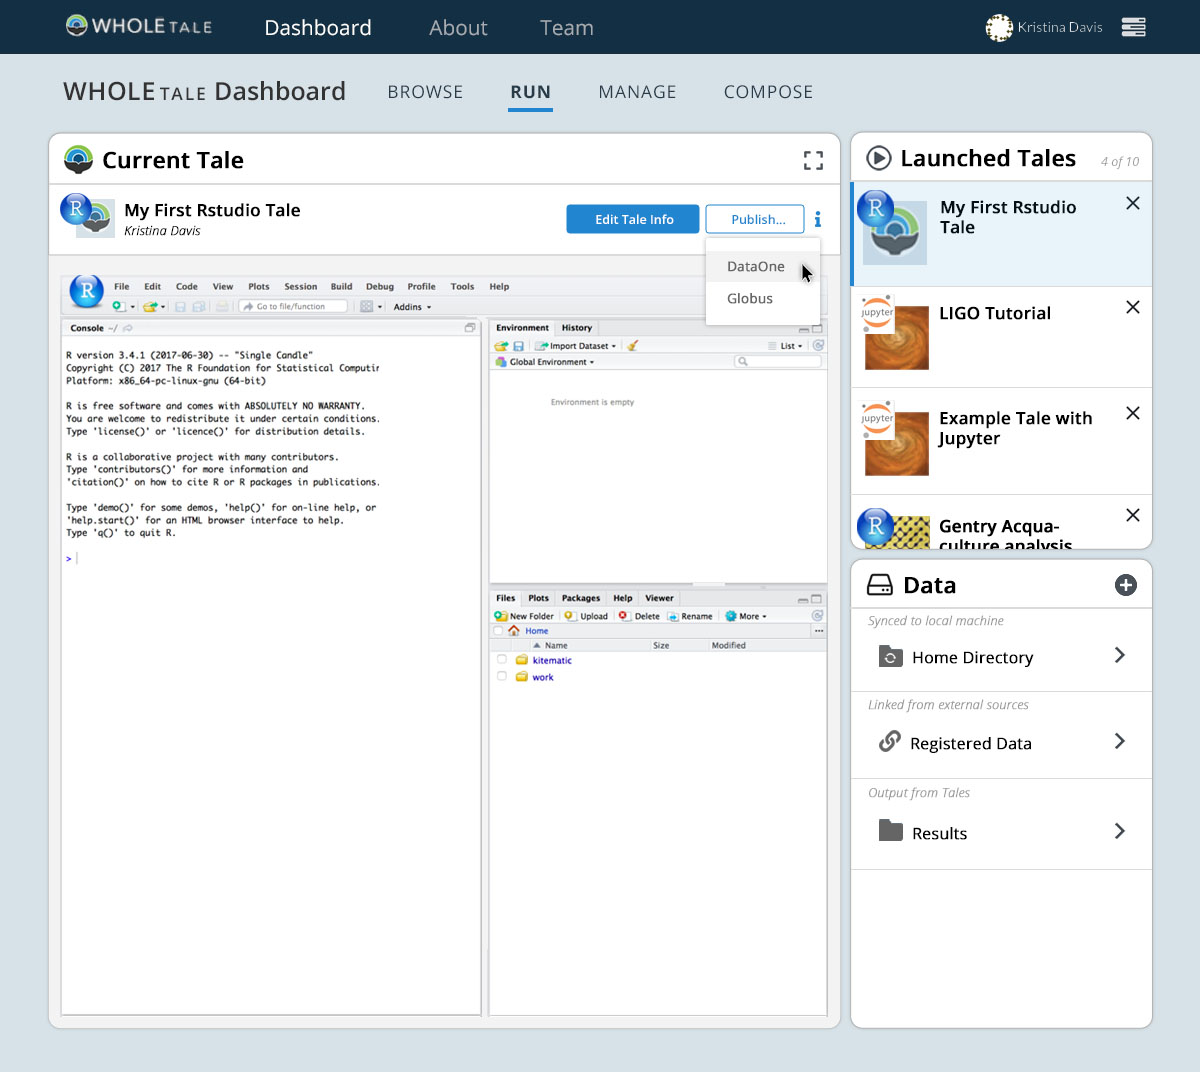 WHOLE TALE Dashboard About Team Kristina Davis
WHOLE TALE Dashboard BROWSE RUN MANAGE COMPOSE
Current Tale
My First Rstudio Tale
Kristina Davis
Edit Tale Info Publish...
DataOne
Globus
R File Edit Code View Plots Session Build Debug Profile Tools Help
Go to file/function Addins
Console ~/
R version 3.4.1 (2017-06-30) -- "Single Candle"
Copyright (C) 2017 The R Foundation for Statistical Computir
Platform: x86_64-pc-linux-gnu (64-bit)
R is free software and comes with ABSOLUTELY NO WARRANTY.
You are welcome to redistribute it under certain conditions.
Type 'license()' or 'licence()' for distribution details.
R is a collaborative project with many contributors.
Type 'contributors()' for more information and
'citation()' on how to cite R or R packages in publications.
Type 'demo()' for some demos, 'help()' for on-line help, or
'help.start()' for an HTML browser interface to help.
Type 'q()' to quit R.
>
Environment History
Import Dataset List
Global Environment
Environment is empty
Files Plots Packages Help Viewer
New Folder Upload Delete Rename More
Home ...
Name Size Modified
kitematic
work
Launched Tales 4 of 10
R
My First Rstudio
Tale
jupyter
LIGO Tutorial
jupyter
Example Tale with
Jupyter
R
Gentry Acqua-
culture analysis
Data
Synced to local machine
Home Directory
Linked from external sources
Registered Data
Output from Tales
Results